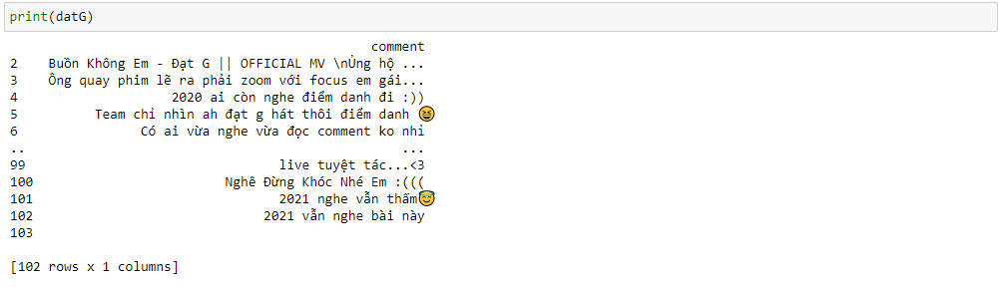 print(datG)
comment
2 Buồn Không Em - Đạt G || OFFICIAL MV \nỦng hộ ...
3 Ông quay phim lẽ ra phải zoom với focus em gái...
4 2020 ai còn nghe điểm danh đi :))
5 Team chỉ nhìn ah đạt g hát thôi điểm danh 😆
6 Có ai vừa nghe vừa đọc comment ko nhi
.. ...
99 live tuyệt tác...<3
100 Nghê Đừng Khóc Nhé Em :(((
101 2021 nghe vẫn thấm😇
102 2021 vẫn nghe bài này
103
[102 rows x 1 columns]